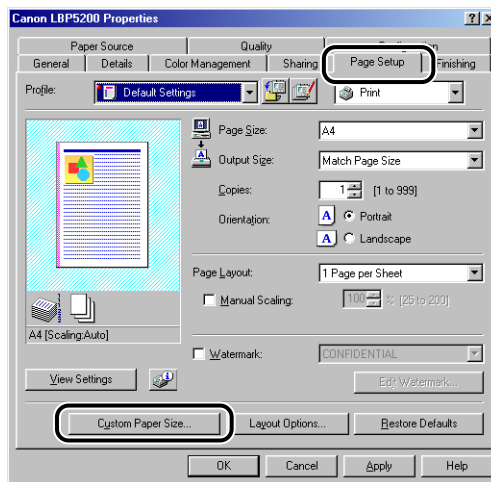 Canon LBP5200 Properties
Paper Source Quality
General Details Color Management Sharing Page Setup Finishing
Profile: Default Settings Print
Page Size: A4
Output Size: Match Page Size
Copies: 1 [1 to 999]
Orientation: A Portrait
A Landscape
Page Layout: 1 Page per Sheet
Manual Scaling: 100 % [25 to 200]
A4 [Scaling:Auto]
Watermark: CONFIDENTIAL
View Settings Edit Watermark...
Custom Paper Size... Layout Options... Restore Defaults
OK Cancel Apply Help